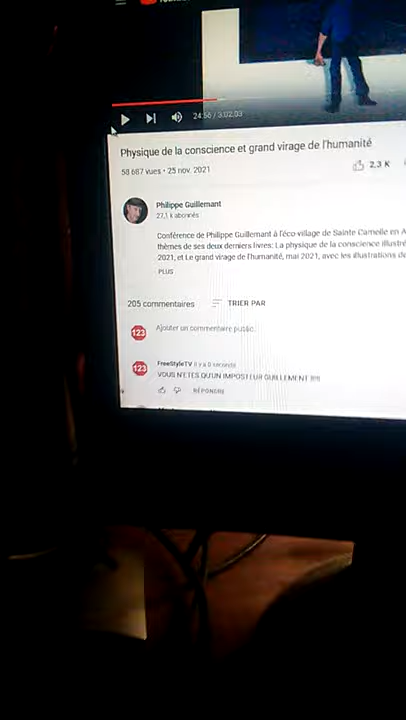 24:56 / 3:02:03
Physique de la conscience et grand virage de l'humanité
58 687 vues • 25 nov. 2021
2,3 K
Philippe Guillemant
27,1 k abonnés
Conférence de Philippe Guillemant à l'éco-village de Sainte Camelle en A
thèmes de ses deux derniers livres: La physique de la conscience illustré
2021, et Le grand virage de l'humanité, mai 2021, avec les illustrations de
PLUS
205 commentaires
TRIER PAR
123
Ajouter un commentaire public...
123
FreeStyleTV il y a 0 seconde
VOUS N'ETES QU'UN IMPOSTEUR GUILLEMENT !!!!
RÉPONDRE